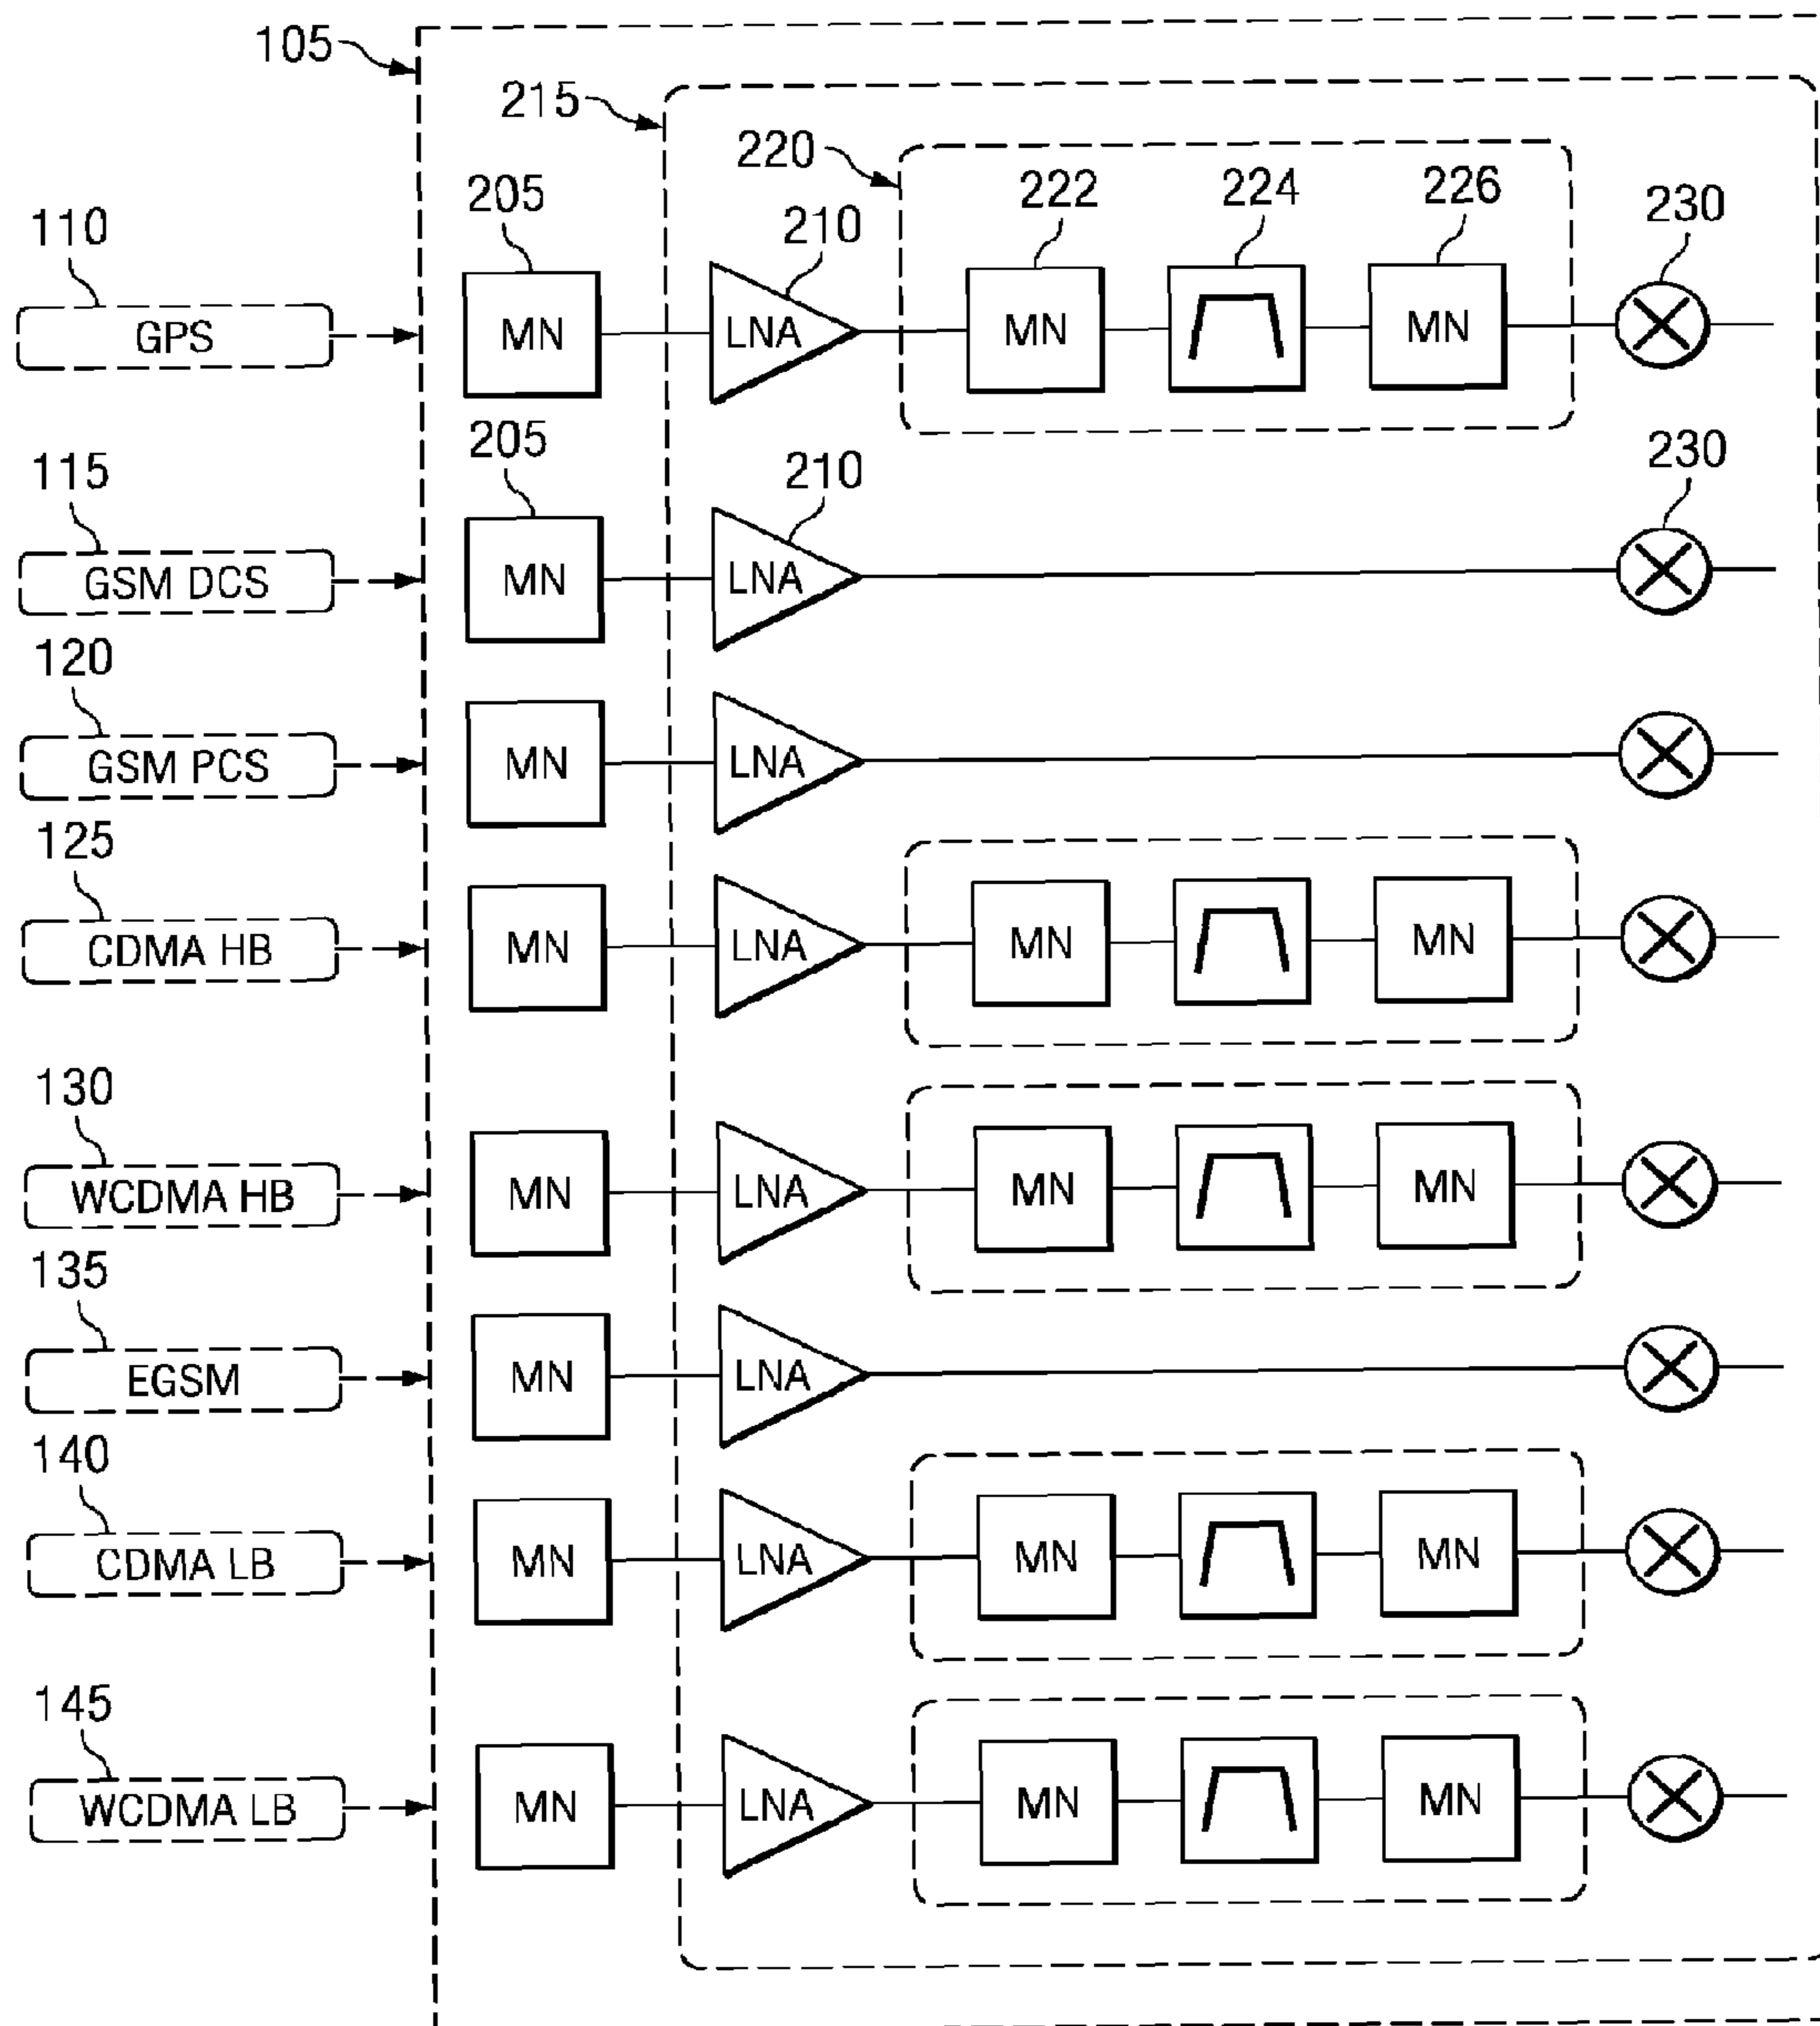 105
215
220
222
224
226
230
205
210
110
GPS
MN
LNA
MN
MN
205
210
230
115
GSM DCS
MN
LNA
120
GSM PCS
MN
LNA
125
CDMA HB
MN
LNA
MN
MN
130
WCDMA HB
MN
LNA
MN
MN
135
EGSM
MN
LNA
140
CDMA LB
MN
LNA
MN
MN
145
WCDMA LB
MN
LNA
MN
MN